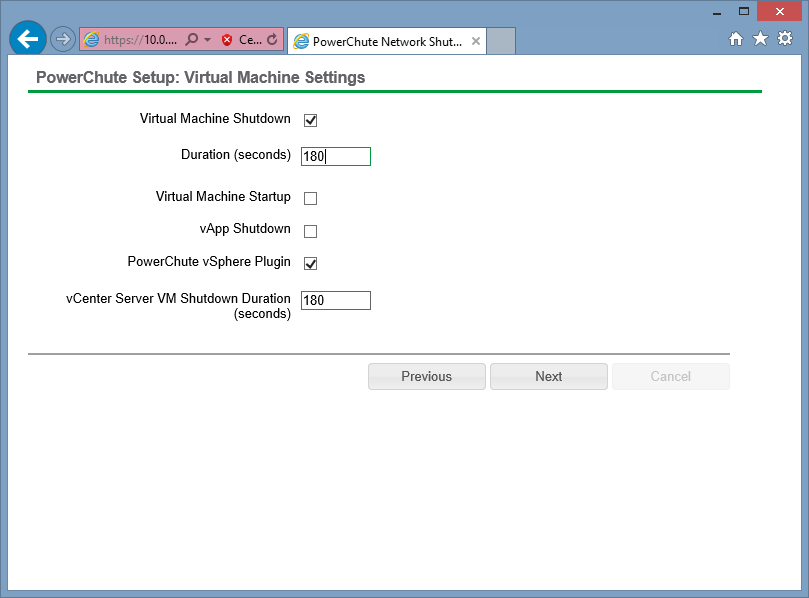 https://10.0.... Ce... PowerChute Network Shut...
PowerChute Setup: Virtual Machine Settings
Virtual Machine Shutdown
Duration (seconds) 180
Virtual Machine Startup
vApp Shutdown
PowerChute vSphere Plugin
vCenter Server VM Shutdown Duration 180
(seconds)
Previous Next Cancel